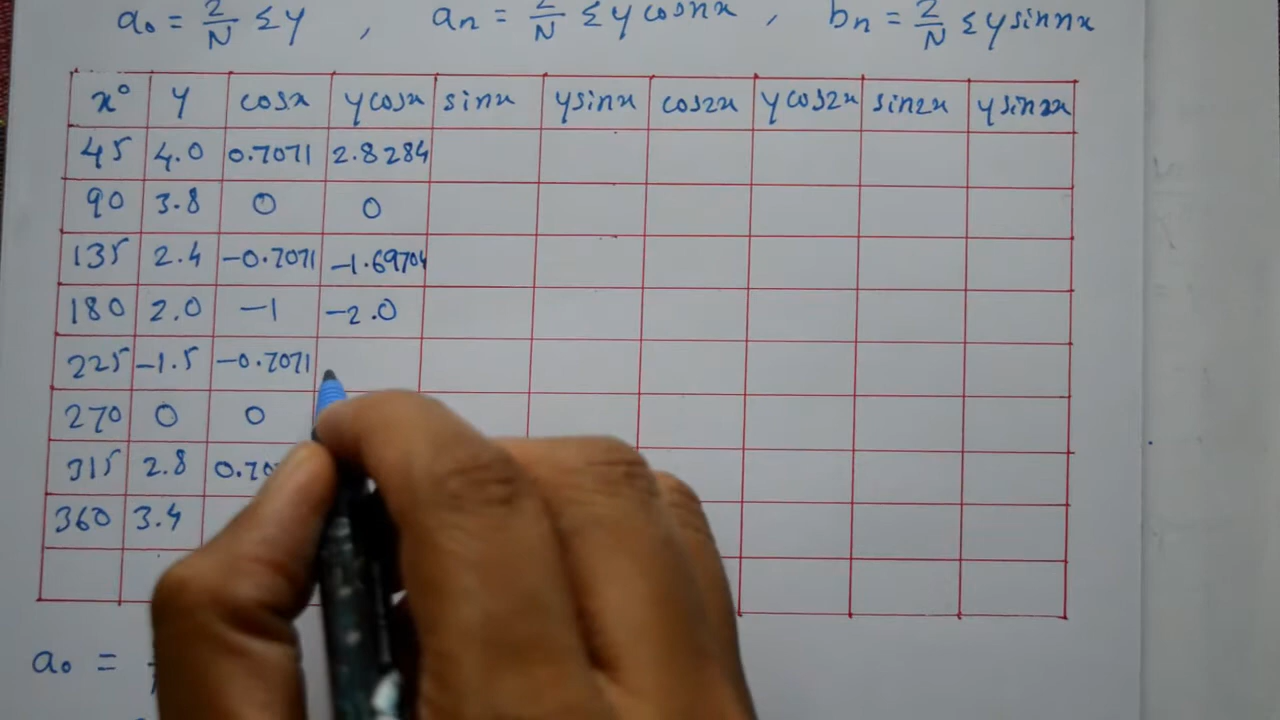 a₀ = 2/N Σy , aₙ = 2/N Σy cosnx , bₙ = 2/N Σy sinnx
x° y cosx ycosx sinx ysinx cos2x ycos2x sin2x ysin2x
45 4.0 0.7071 2.8284
90 3.8 0 0
135 2.4 -0.7071 -1.69704
180 2.0 -1 -2.0
225 -1.5 -0.7071
270 0 0
315 2.8 0.70
360 3.4
a₀ =